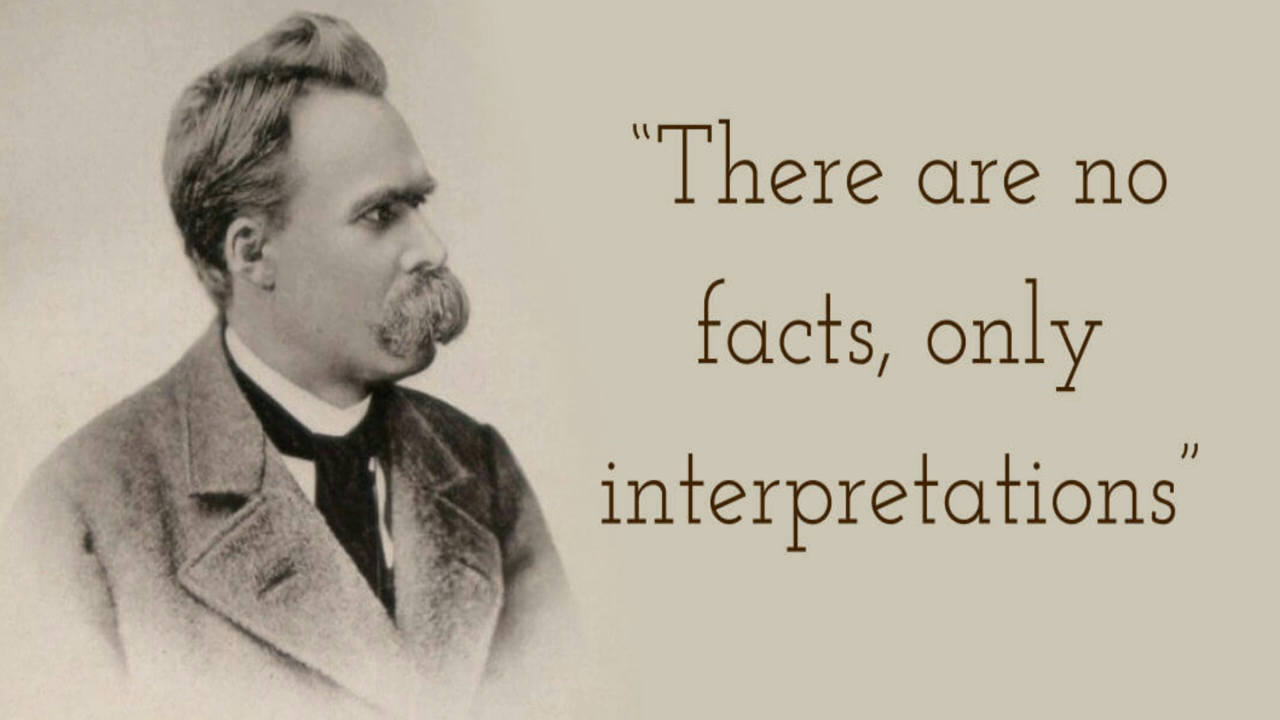 “There are no
facts, only
interpretations”